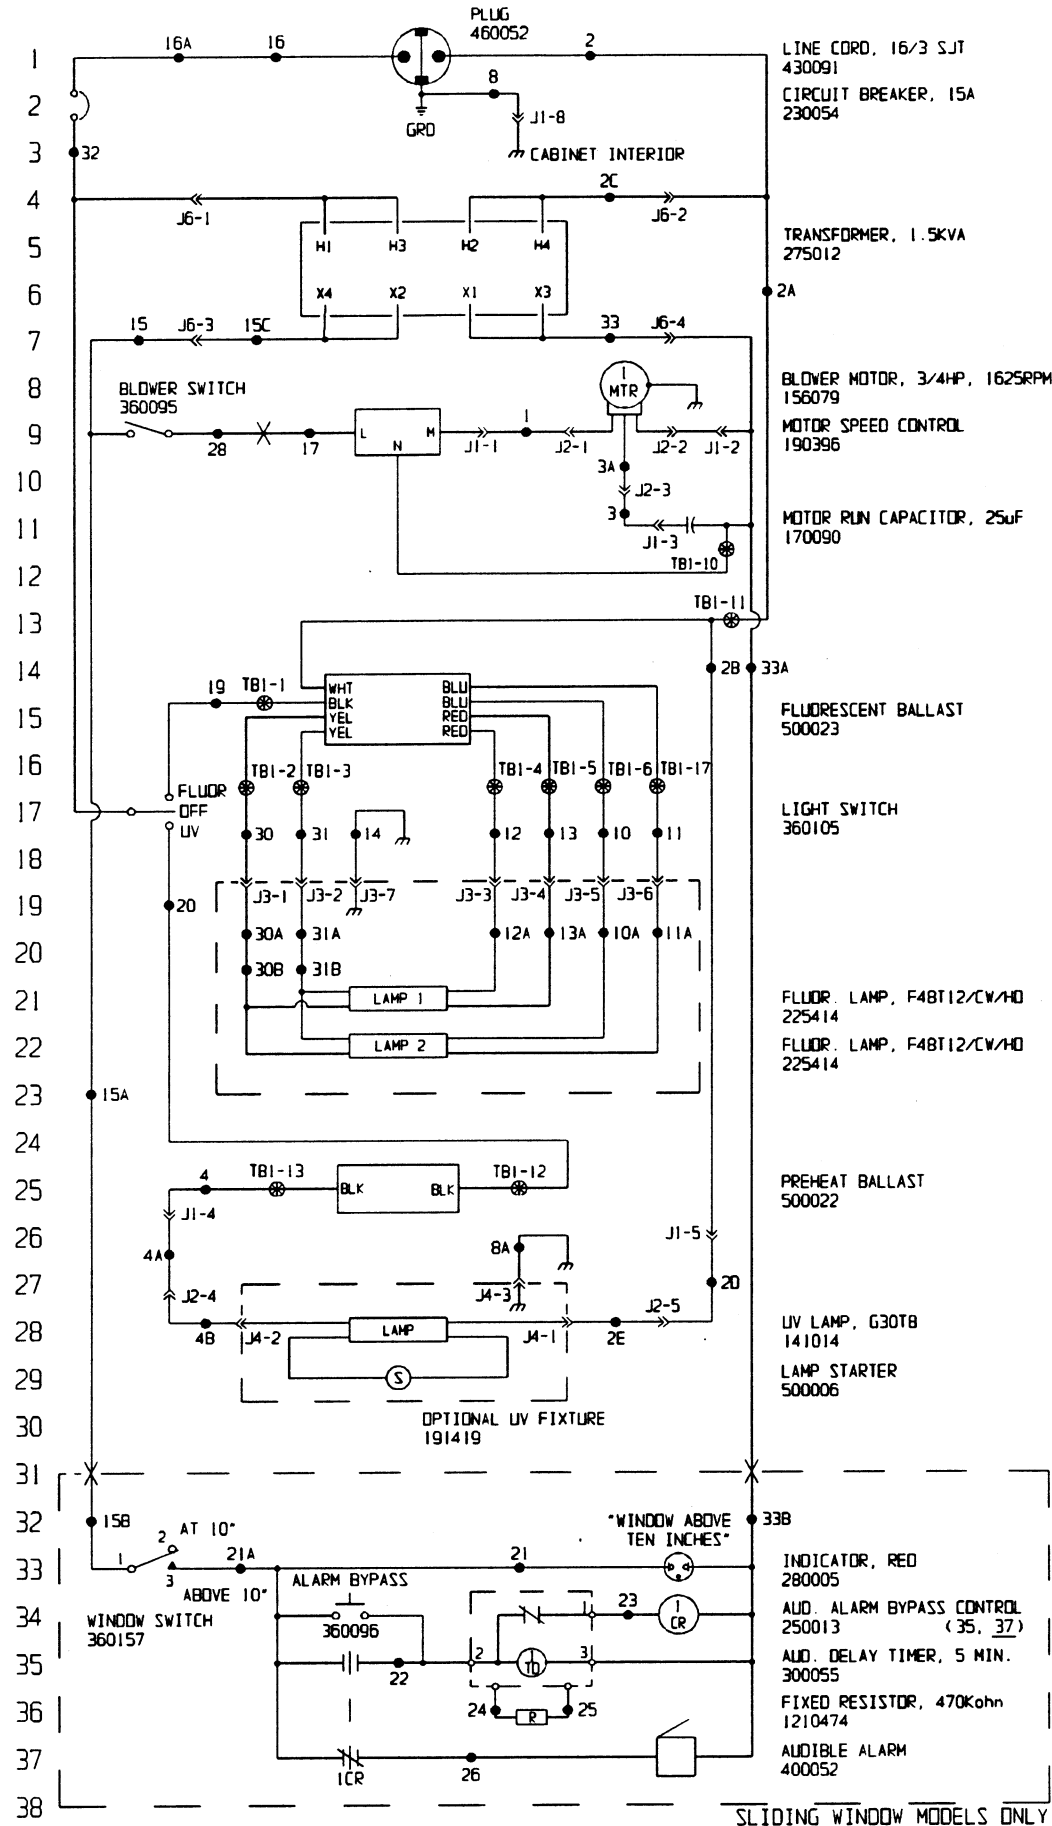 PLUG
460052
16A 16 2
1
LINE CORD, 16/3 SJT
430091
8
2
J1-8
GRD
CIRCUIT BREAKER, 15A
230054
3
32
CABINET INTERIOR
2C
4
J6-1 J6-2
5
H1 H3 H2 H4
TRANSFORMER, 1.5KVA
275012
6
X4 X2 X1 X3
2A
15 J6-3 15C 33 J6-4
7
8
BLOWER SWITCH
360095
1
MTR
BLOWER MOTOR, 3/4HP, 1625RPM
156079
9
28 17
L M
N
J1-1 1 J2-1 J2-2 J1-2
MOTOR SPEED CONTROL
190396
3A
10
J2-3
3
11
J1-3
MOTOR RUN CAPACITOR, 25uF
170090
TB1-10
12
TB1-11
13
14
2B 33A
19 TB1-1
WHT BLU
BLK BLU
YEL RED
YEL RED
15
FLUORESCENT BALLAST
500023
16
TB1-2 TB1-3 TB1-4 TB1-5 TB1-6 TB1-17
FLUOR
17
OFF
UV
LIGHT SWITCH
360105
30 31 14 12 13 10 11
18
J3-1 J3-2 J3-7 J3-3 J3-4 J3-5 J3-6
19
20
30A 31A 12A 13A 10A 11A
20
30B 31B
21
LAMP 1
FLUOR. LAMP, F48T12/CW/HO
225414
22
LAMP 2
FLUOR. LAMP, F48T12/CW/HO
225414
23
15A
24
4 TB1-13 TB1-12
25
BLK BLK
PREHEAT BALLAST
500022
J1-4
26
J1-5
4A 8A
27
2D
J2-4 J4-3 J2-5
28
4B J4-2 LAMP J4-1 2E
UV LAMP, G30T8
141014
29
S
LAMP STARTER
500006
30
OPTIONAL UV FIXTURE
191419
31
32
15B
2 AT 10"
"WINDOW ABOVE
TEN INCHES"
33B
33
1 21A 21
3
ABOVE 10"
ALARM BYPASS
INDICATOR, RED
280005
34
WINDOW SWITCH
360157
360096
1 23 1
CR
AUD. ALARM BYPASS CONTROL
250013 (35, 37)
35
22 2 1
TD
3
AUD. DELAY TIMER, 5 MIN.
300055
36
24 R 25
FIXED RESISTOR, 470Kohn
1210474
37
1CR 26
AUDIBLE ALARM
400052
38
SLIDING WINDOW MODELS ONLY